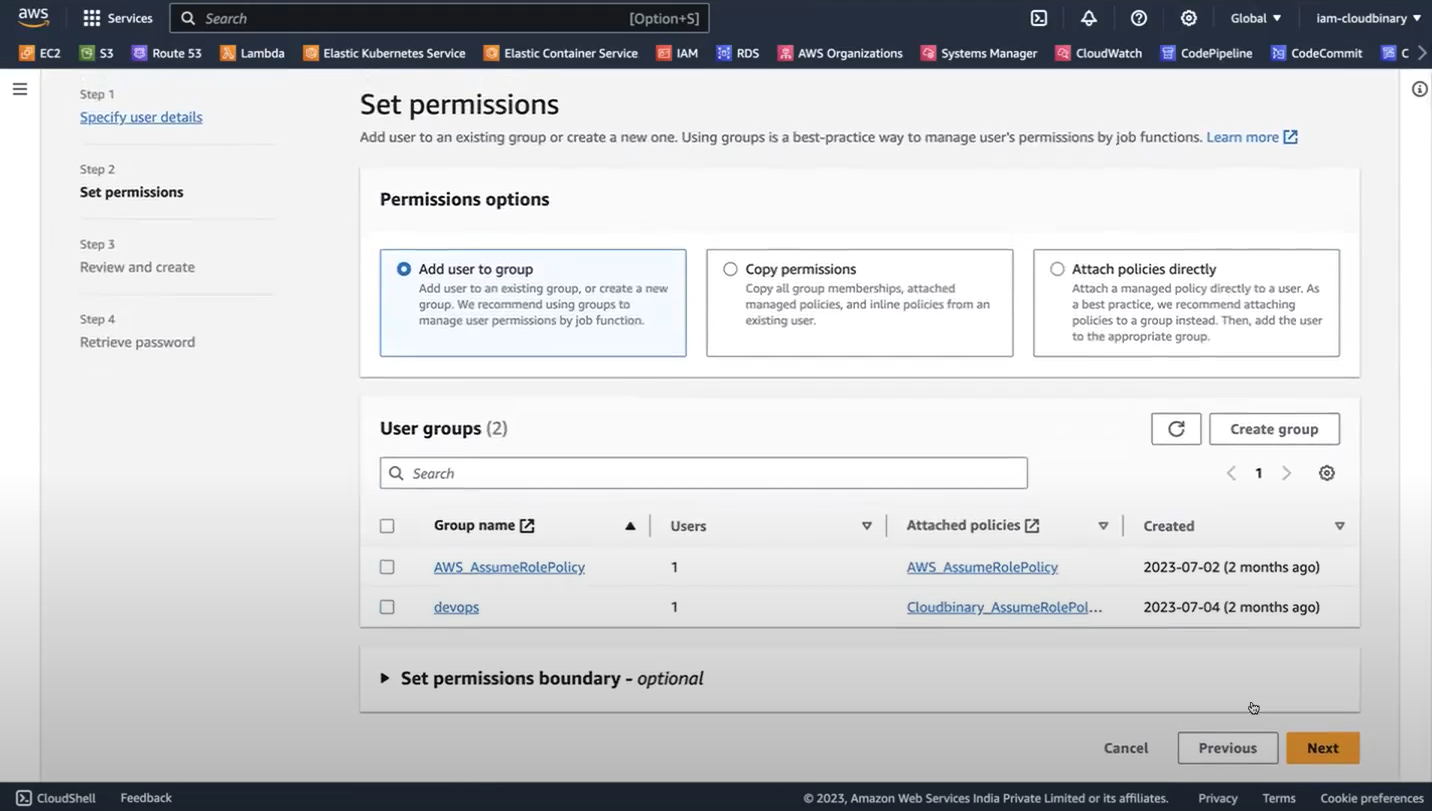 aws
Services
Search
[Option+S]
Global
iam-cloudbinary
EC2
S3
Route 53
Lambda
Elastic Kubernetes Service
Elastic Container Service
IAM
RDS
AWS Organizations
Systems Manager
CloudWatch
CodePipeline
CodeCommit
C
Step 1
Specify user details
Step 2
Set permissions
Step 3
Review and create
Step 4
Retrieve password
Set permissions
Add user to an existing group or create a new one. Using groups is a best-practice way to manage user's permissions by job functions. Learn more
Permissions options
Add user to group
Add user to an existing group, or create a new
group. We recommend using groups to
manage user permissions by job function.
Copy permissions
Copy all group memberships, attached
managed policies, and inline policies from an
existing user.
Attach policies directly
Attach a managed policy directly to a user. As
a best practice, we recommend attaching
policies to a group instead. Then, add the user
to the appropriate group.
User groups (2)
Create group
Search
1
Group name
Users
Attached policies
Created
AWS_AssumeRolePolicy
1
AWS_AssumeRolePolicy
2023-07-02 (2 months ago)
devops
1
Cloudbinary_AssumeRolePol...
2023-07-04 (2 months ago)
Set permissions boundary - optional
Cancel
Previous
Next
CloudShell
Feedback
© 2023, Amazon Web Services India Private Limited or its affiliates.
Privacy
Terms
Cookie preferences